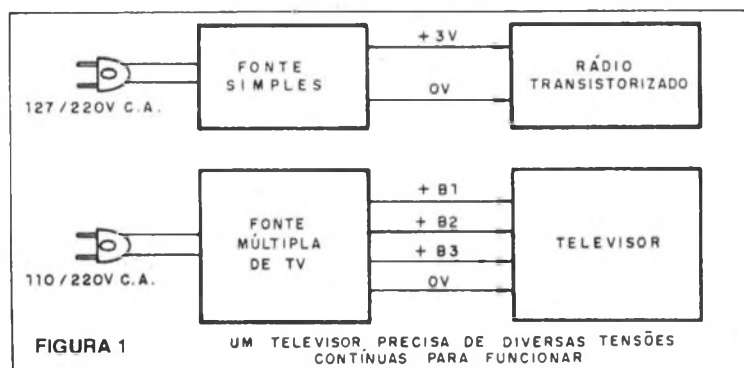 127/220V C.A.
FONTE
SIMPLES
+3V
0V
RÁDIO
TRANSISTORIZADO
110/220V C.A.
FONTE
MÚLTIPLA
DE TV
+B1
+B2
+B3
0V
TELEVISOR
FIGURA 1
UM TELEVISOR PRECISA DE DIVERSAS TENSÕES
CONTÍNUAS PARA FUNCIONAR